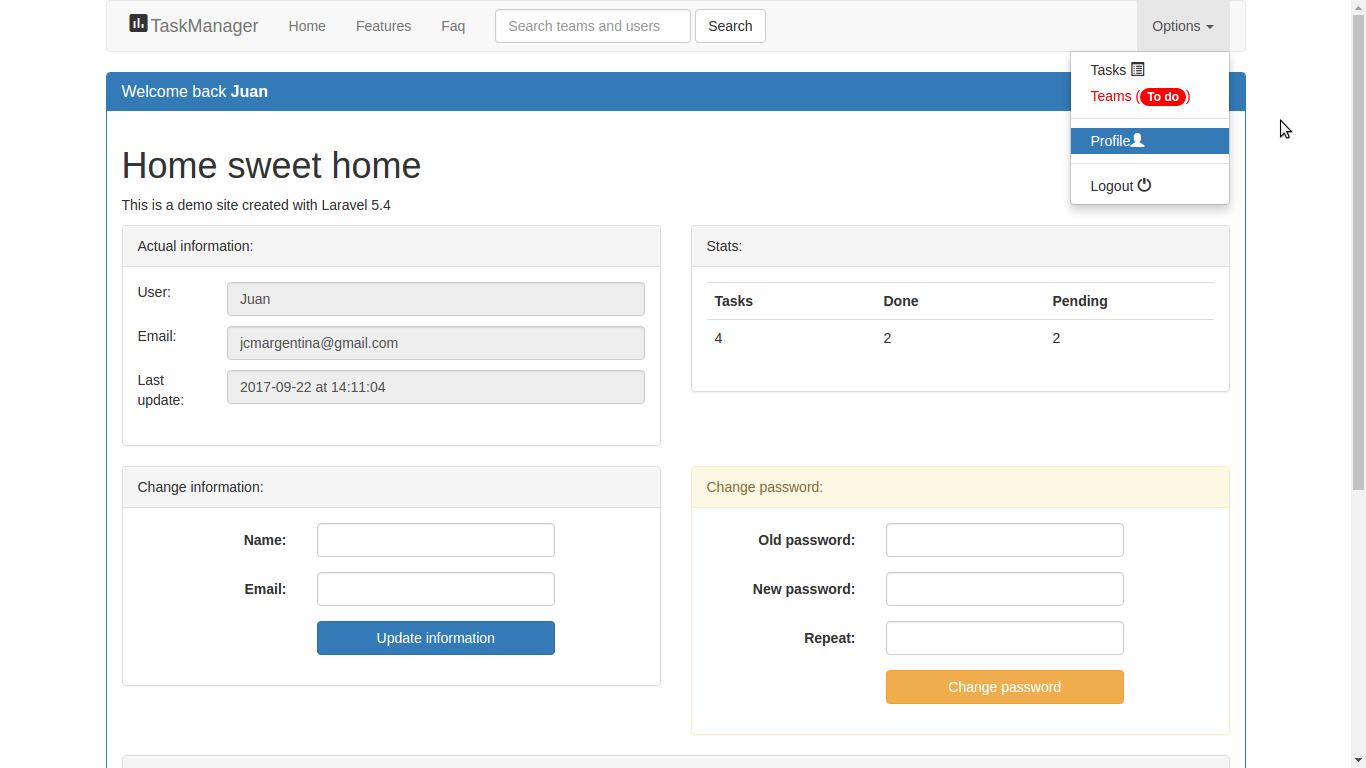 TaskManager Home Features Faq Search teams and users Search Options
Tasks
Teams (To do)
Profile
Logout
Welcome back Juan
Home sweet home
This is a demo site created with Laravel 5.4
Actual information:
User: Juan
Email: jcmargentina@gmail.com
Last update: 2017-09-22 at 14:11:04
Stats:
Tasks Done Pending
4 2 2
Change information:
Name:
Email:
Update information
Change password:
Old password:
New password:
Repeat:
Change password